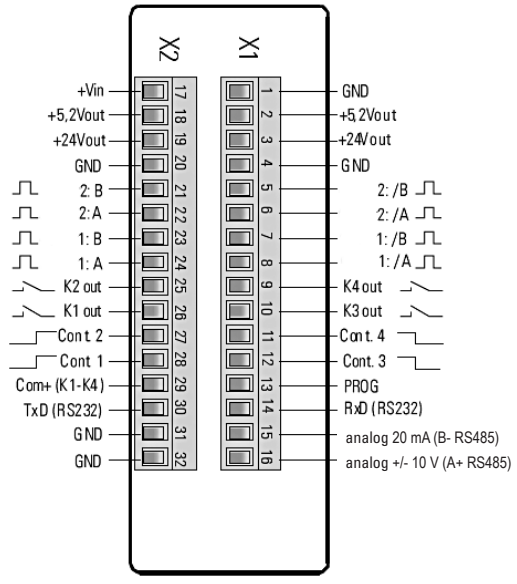 X2 X1
+Vin 17 1 GND
+5,2Vout 18 2 +5,2Vout
+24Vout 19 3 +24Vout
GND 20 4 GND
2: B 21 5 2: /B
2: A 22 6 2: /A
1: B 23 7 1: /B
1: A 24 8 1: /A
K2 out 25 9 K4 out
K1 out 26 10 K3 out
Cont. 2 27 11 Cont. 4
Cont. 1 28 12 Cont. 3
Com+ (K1-K4) 29 13 PROG
TxD (RS232) 30 14 RxD (RS232)
GND 31 15 analog 20 mA (B- RS485)
GND 32 16 analog +/- 10 V (A+ RS485)